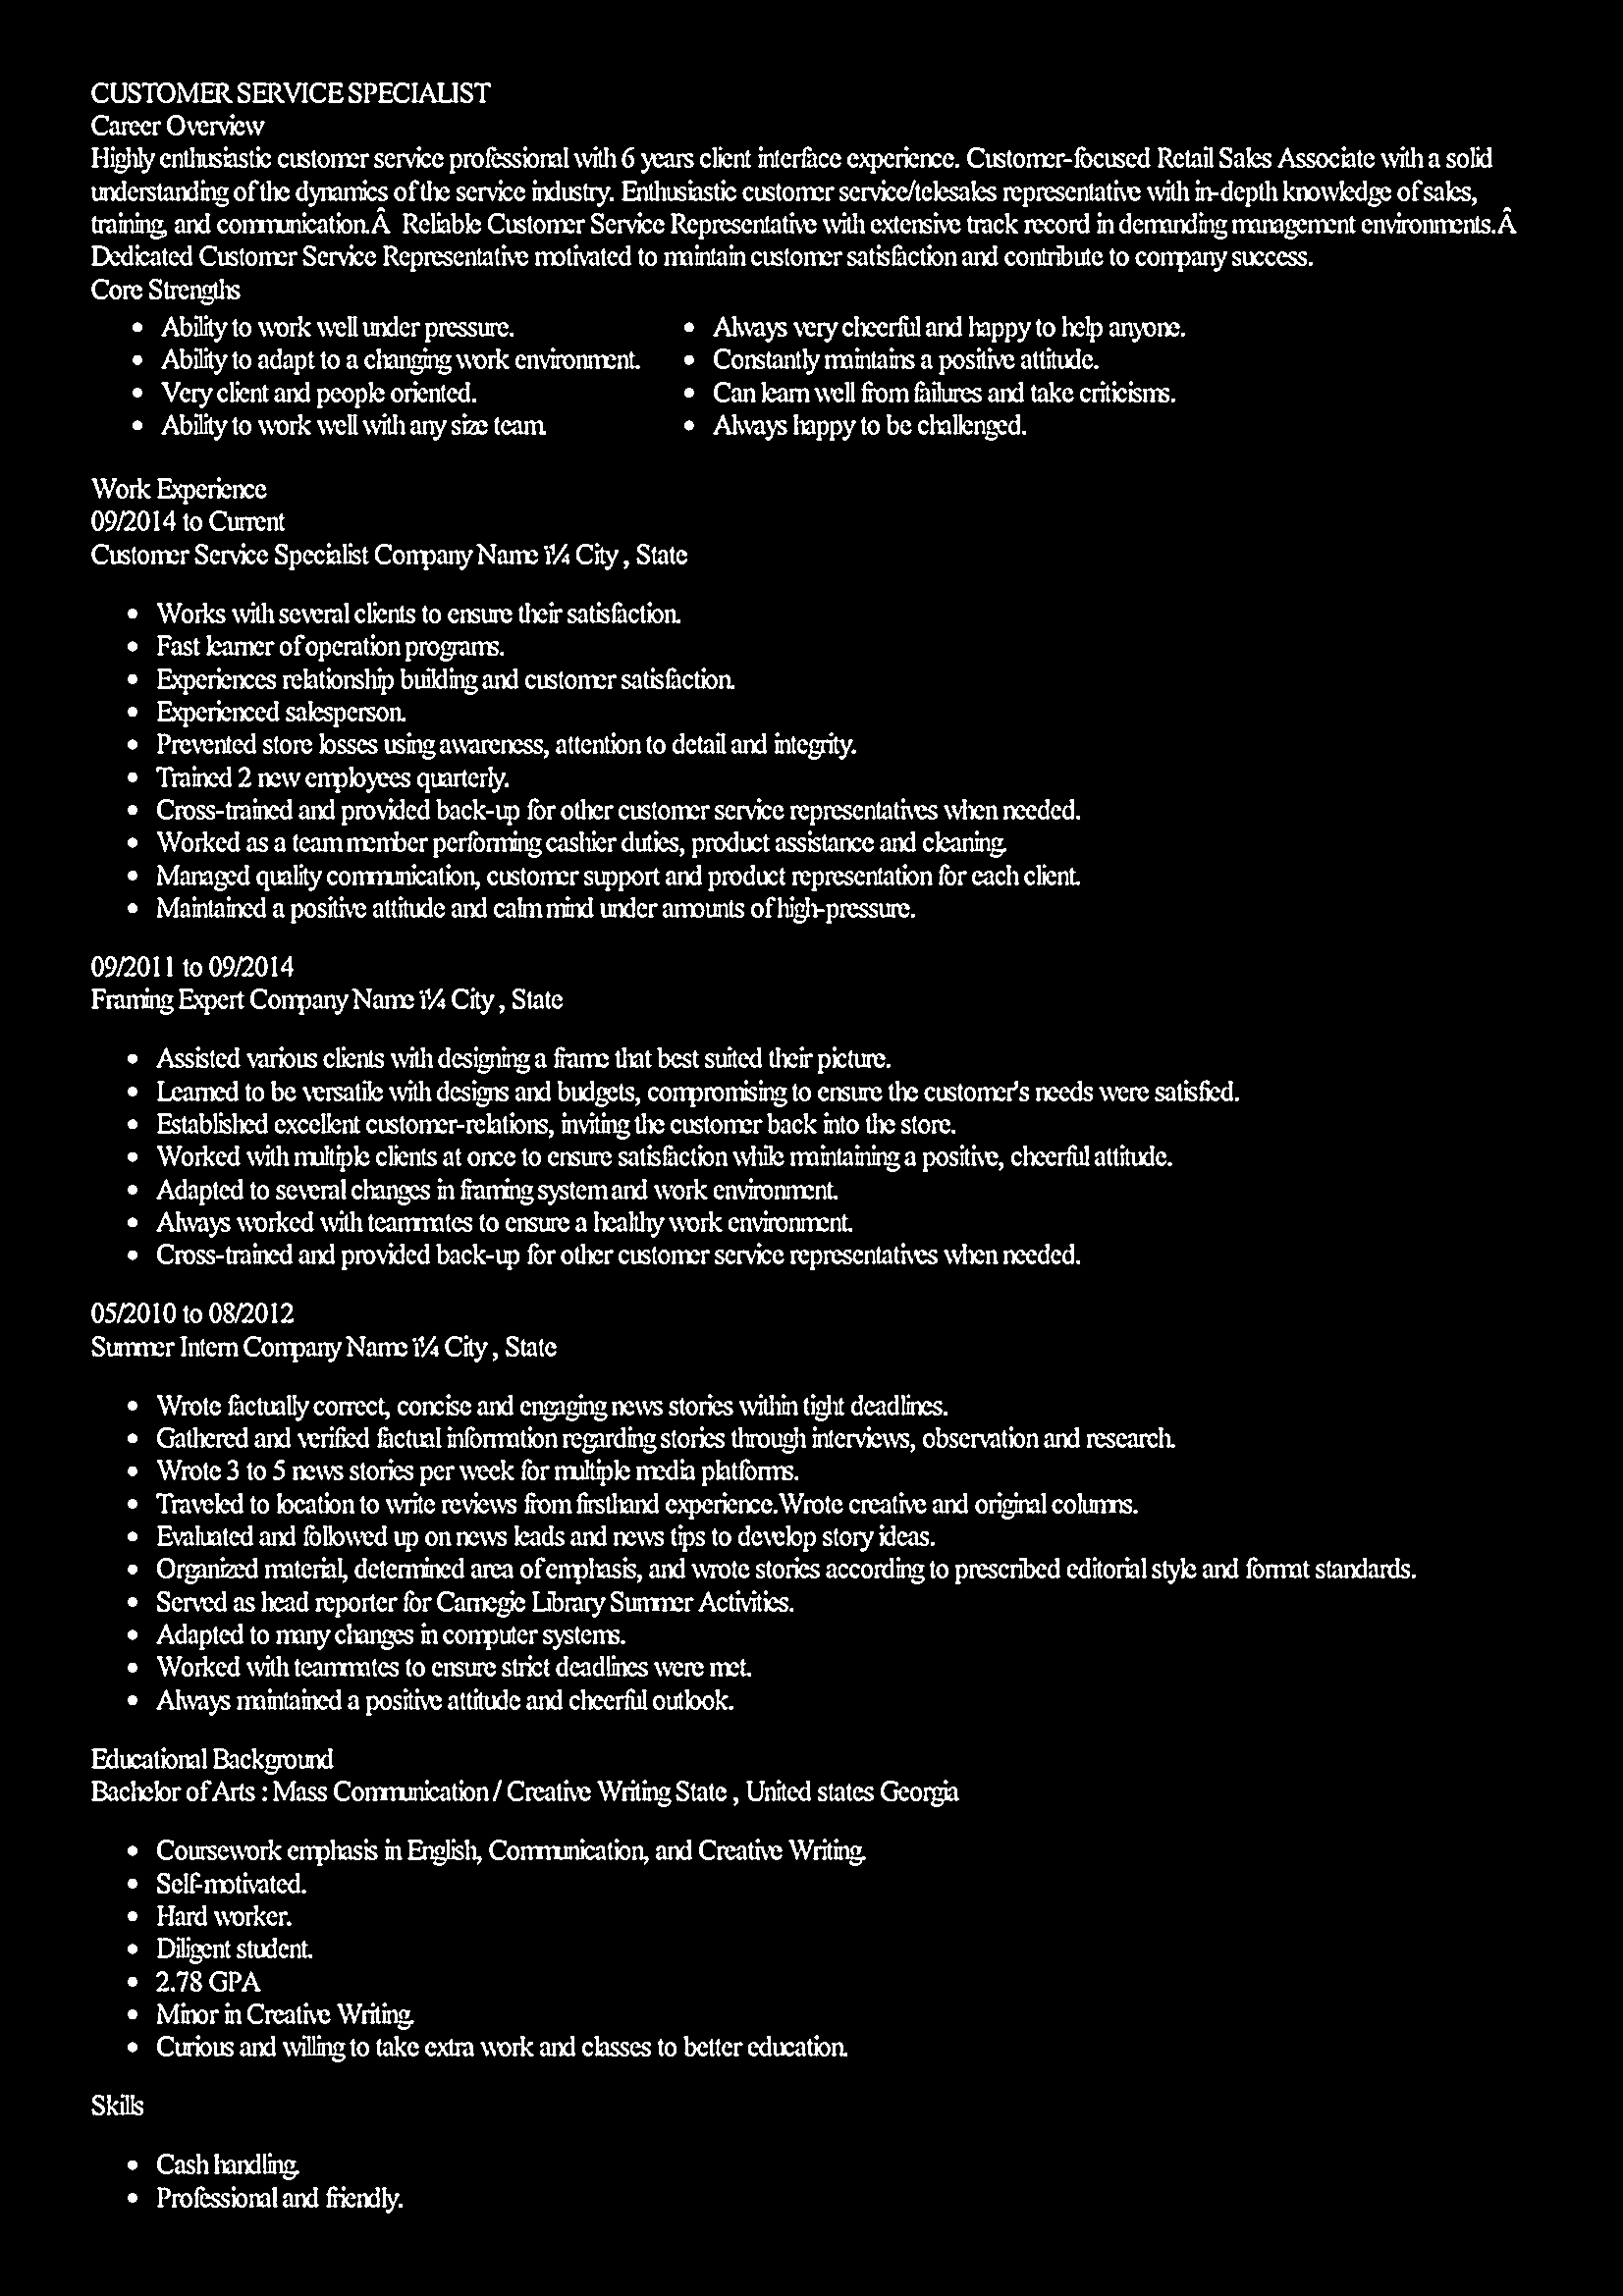 CUSTOMER SERVICE SPECIALIST
Career Overview
Highly enthusiastic customer service professional with 6 years client interface experience. Customer-focused Retail Sales Associate with a solid
understanding of the dynamics of the service industry. Enthusiastic customer service/telesales representative with in-depth knowledge of sales,
training, and communication.Â  Reliable Customer Service Representative with extensive track record in demanding management environments.Â
Dedicated Customer Service Representative motivated to maintain customer satisfaction and contribute to company success.
Core Strengths
• Ability to work well under pressure.
• Ability to adapt to a changing work environment.
• Very client and people oriented.
• Ability to work well with any size team.
• Always very cheerful and happy to help anyone.
• Constantly maintains a positive attitude.
• Can learn well from failures and take criticisms.
• Always happy to be challenged.
Work Experience
09/2014 to Current
Customer Service Specialist Company Name ï¼ City , State
• Works with several clients to ensure their satisfaction.
• Fast learner of operation programs.
• Experiences relationship building and customer satisfaction.
• Experienced salesperson.
• Prevented store losses using awareness, attention to detail and integrity.
• Trained 2 new employees quarterly.
• Cross-trained and provided back-up for other customer service representatives when needed.
• Worked as a team member performing cashier duties, product assistance and cleaning.
• Managed quality communication, customer support and product representation for each client.
• Maintained a positive attitude and calm mind under amounts of high-pressure.
09/2011 to 09/2014
Framing Expert Company Name ï¼ City , State
• Assisted various clients with designing a frame that best suited their picture.
• Learned to be versatile with designs and budgets, compromising to ensure the customer's needs were satisfied.
• Established excellent customer-relations, inviting the customer back into the store.
• Worked with multiple clients at once to ensure satisfaction while maintaining a positive, cheerful attitude.
• Adapted to several changes in framing system and work environment.
• Always worked with teammates to ensure a healthy work environment.
• Cross-trained and provided back-up for other customer service representatives when needed.
05/2010 to 08/2012
Summer Intern Company Name ï¼ City , State
• Wrote factually correct, concise and engaging news stories within tight deadlines.
• Gathered and verified factual information regarding stories through interviews, observation and research.
• Wrote 3 to 5 news stories per week for multiple media platforms.
• Traveled to location to write reviews from firsthand experience.Wrote creative and original columns.
• Evaluated and followed up on news leads and news tips to develop story ideas.
• Organized material, determined area of emphasis, and wrote stories according to prescribed editorial style and format standards.
• Served as head reporter for Carnegie Library Summer Activities.
• Adapted to many changes in computer systems.
• Worked with teammates to ensure strict deadlines were met.
• Always maintained a positive attitude and cheerful outlook.
Educational Background
Bachelor of Arts : Mass Communication / Creative Writing State , United states Georgia
• Coursework emphasis in English, Communication, and Creative Writing.
• Self-motivated.
• Hard worker.
• Diligent student.
• 2.78 GPA
• Minor in Creative Writing.
• Curious and willing to take extra work and classes to better education.
Skills
• Cash handling.
• Professional and friendly.